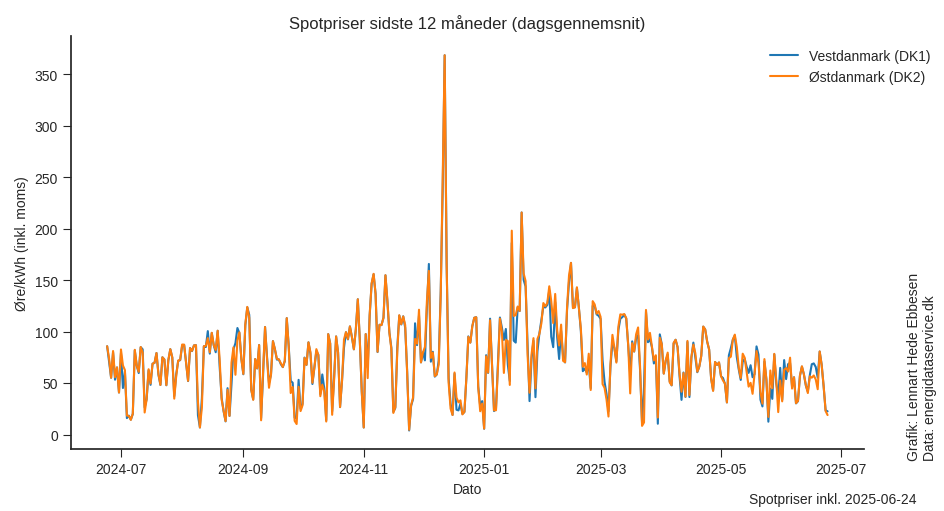 Spotpriser sidste 12 måneder (dagsgennemsnit)
Vestdanmark (DK1)
Østdanmark (DK2)
Øre/kWh (inkl. moms)
350
300
250
200
150
100
50
0
2024-07
2024-09
2024-11
2025-01
2025-03
2025-05
2025-07
Dato
Spotpriser inkl. 2025-06-24
Grafik: Lennart Hede Ebbesen
Data: energidataservice.dk